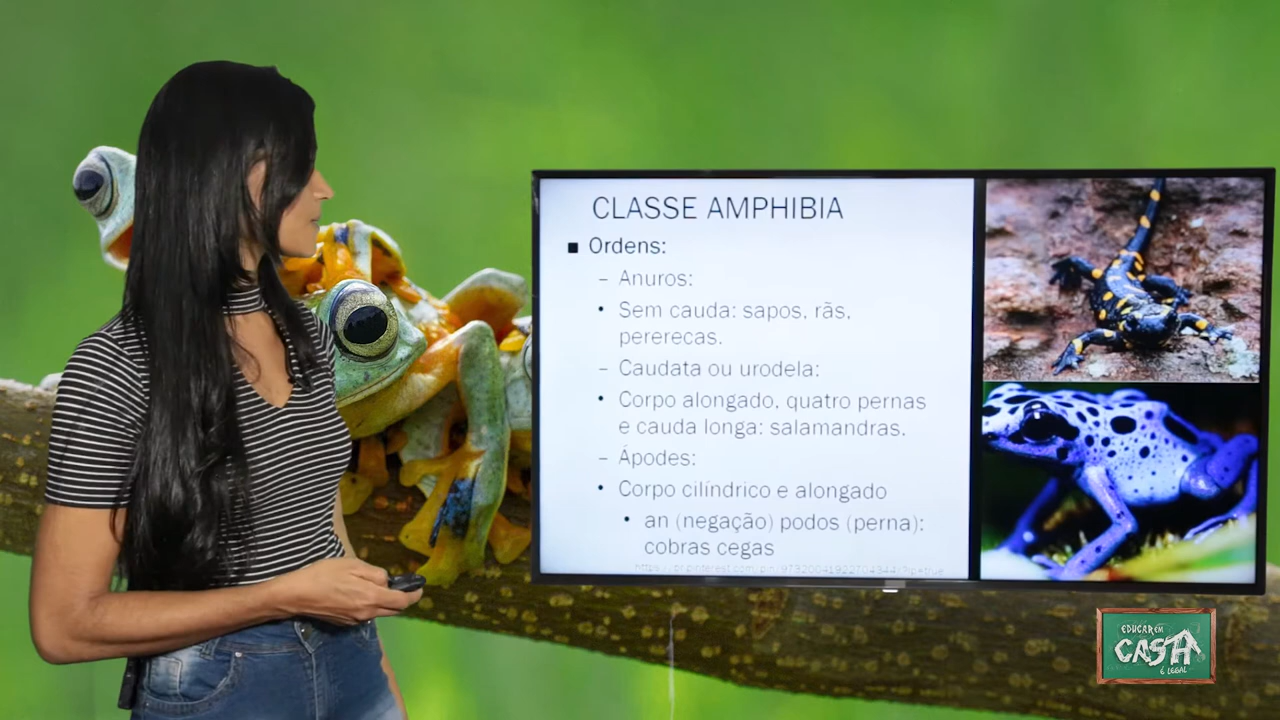 CLASSE AMPHIBIA
■ Ordens:
– Anuros:
• Sem cauda: sapos, rãs,
pererecas.
– Caudata ou urodela:
• Corpo alongado, quatro pernas
e cauda longa: salamandras.
– Ápodes:
• Corpo cilíndrico e alongado
• an (negação) podos (perna):
cobras cegas
EDUCAR EM
CASA
É LEGAL